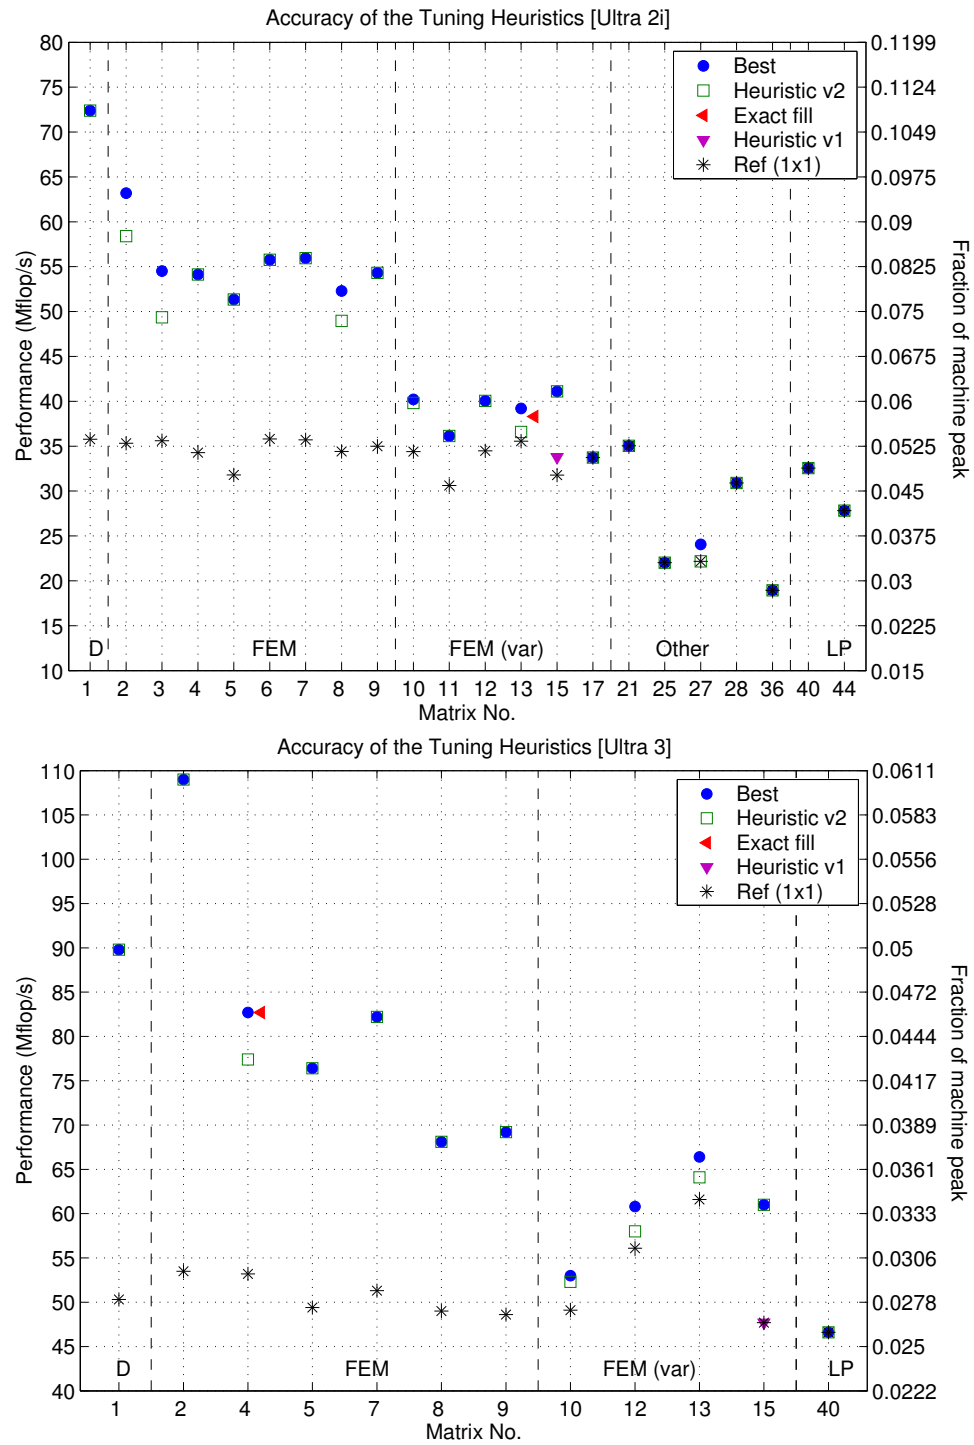 Accuracy of the Tuning Heuristics [Ultra 2i]
80
75
70
65
60
55
50
45
40
35
30
25
20
15
10
Performance (Mflop/s)
0.1199
0.1124
0.1049
0.0975
0.09
0.0825
0.075
0.0675
0.06
0.0525
0.045
0.0375
0.03
0.0225
0.015
Fraction of machine peak
Best
Heuristic v2
Exact fill
Heuristic v1
Ref (1x1)
D FEM FEM (var) Other LP
1 2 3 4 5 6 7 8 9 10 11 12 13 15 17 21 25 27 28 36 40 44
Matrix No.
Accuracy of the Tuning Heuristics [Ultra 3]
110
105
100
95
90
85
80
75
70
65
60
55
50
45
40
Performance (Mflop/s)
0.0611
0.0583
0.0556
0.0528
0.05
0.0472
0.0444
0.0417
0.0389
0.0361
0.0333
0.0306
0.0278
0.025
0.0222
Fraction of machine peak
Best
Heuristic v2
Exact fill
Heuristic v1
Ref (1x1)
D FEM FEM (var) LP
1 2 4 5 7 8 9 10 12 13 15 40
Matrix No.